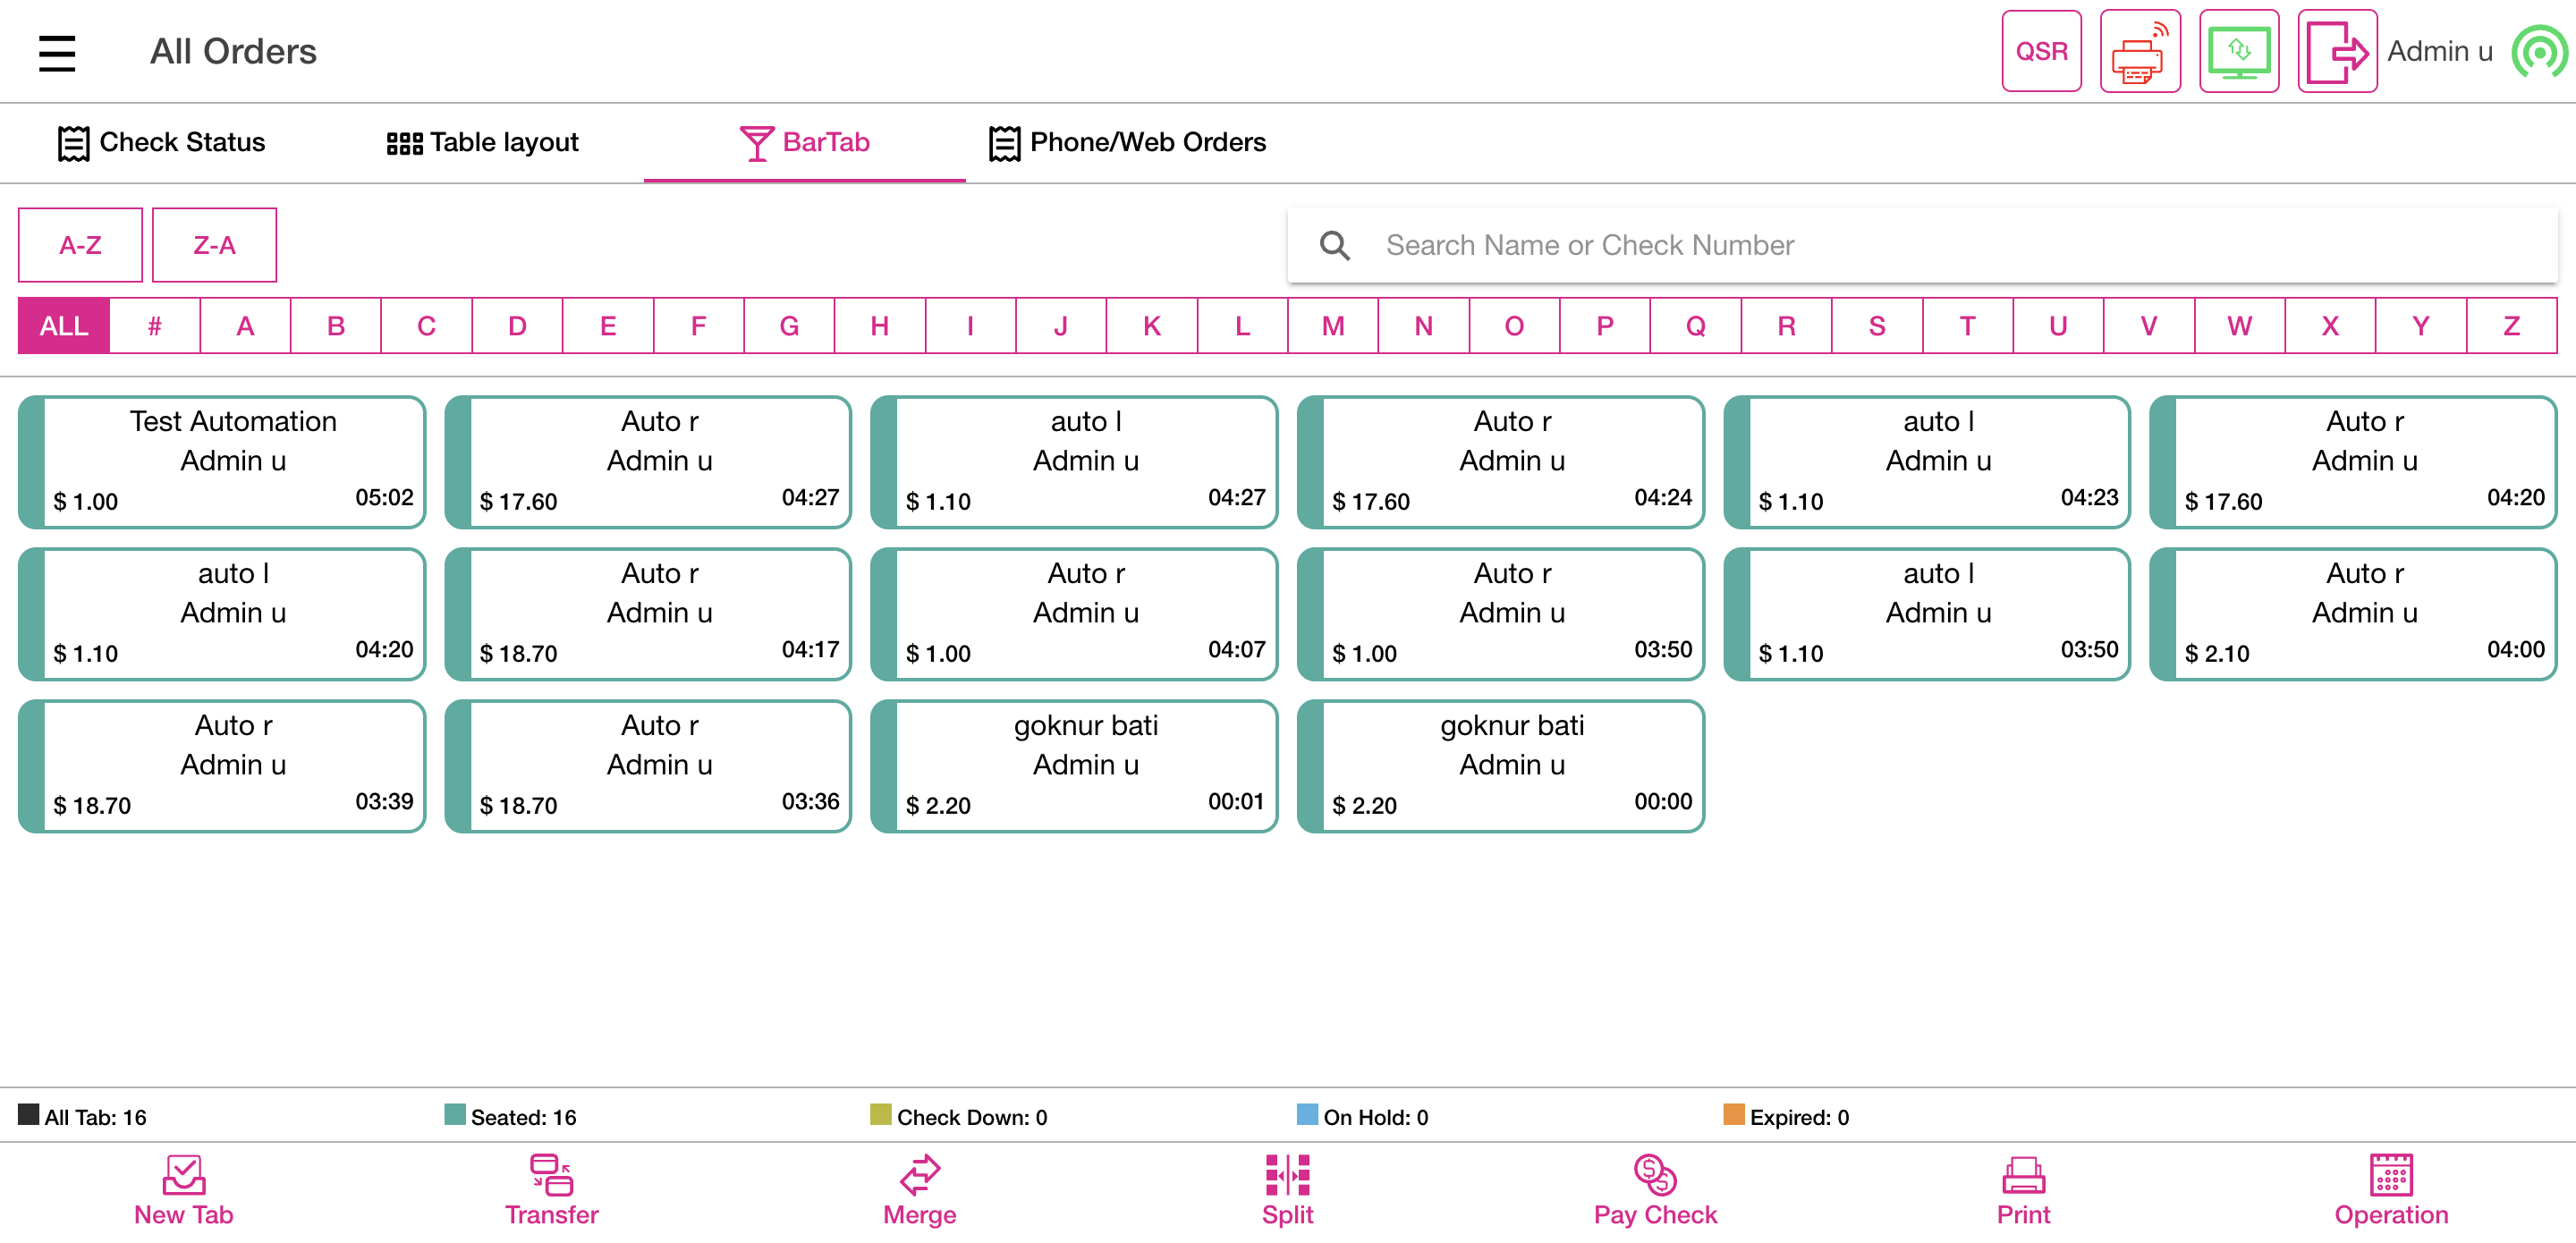 All Orders
QSR
Admin u
Check Status
Table layout
BarTab
Phone/Web Orders
A-Z
Z-A
Search Name or Check Number
ALL # A B C D E F G H I J K L M N O P Q R S T U V W X Y Z
Test Automation
Admin u
$ 1.00 05:02
Auto r
Admin u
$ 17.60 04:27
auto l
Admin u
$ 1.10 04:27
Auto r
Admin u
$ 17.60 04:24
auto l
Admin u
$ 1.10 04:23
Auto r
Admin u
$ 17.60 04:20
auto l
Admin u
$ 1.10 04:20
Auto r
Admin u
$ 18.70 04:17
Auto r
Admin u
$ 1.00 04:07
Auto r
Admin u
$ 1.00 03:50
auto l
Admin u
$ 1.10 03:50
Auto r
Admin u
$ 2.10 04:00
Auto r
Admin u
$ 18.70 03:39
Auto r
Admin u
$ 18.70 03:36
goknur bati
Admin u
$ 2.20 00:01
goknur bati
Admin u
$ 2.20 00:00
All Tab: 16
Seated: 16
Check Down: 0
On Hold: 0
Expired: 0
New Tab
Transfer
Merge
Split
Pay Check
Print
Operation